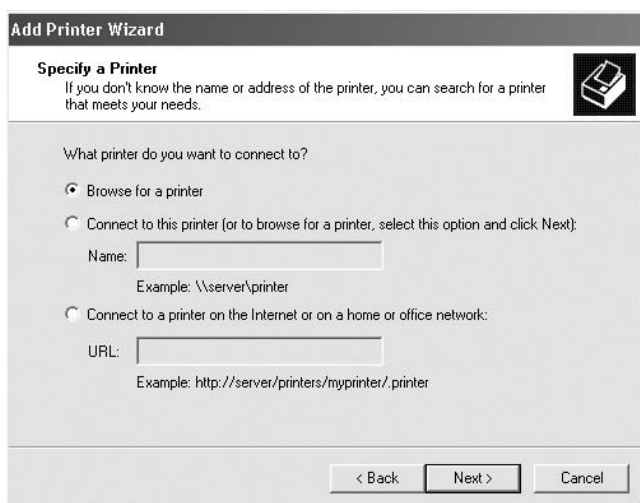 Add Printer Wizard
Specify a Printer
If you don't know the name or address of the printer, you can search for a printer
that meets your needs.
What printer do you want to connect to?
Browse for a printer
Connect to this printer (or to browse for a printer, select this option and click Next):
Name:
Example: \\server\printer
Connect to a printer on the Internet or on a home or office network:
URL:
Example: http://server/printers/myprinter/.printer
< Back Next > Cancel